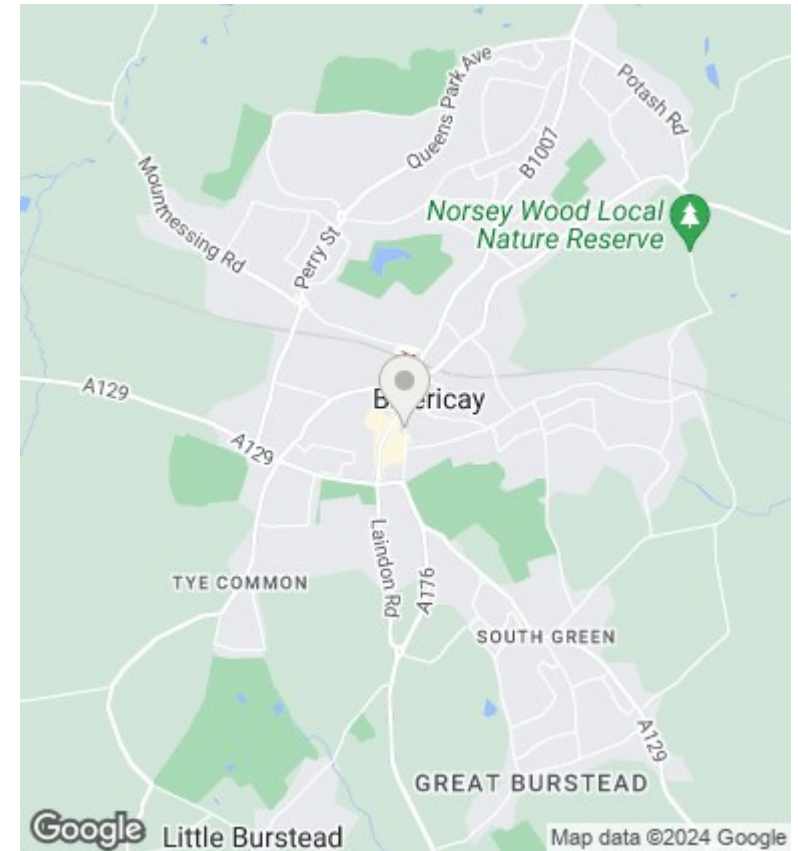 Queens Park Ave
Potash Rd
B1007
Mountnessing Rd
Norsey Wood Local
Nature Reserve
Perry St
A129
A129
TYE COMMON
Laindon Rd
A176
SOUTH GREEN
A129
GREAT BURSTEAD
Little Burstead
Google
Map data ©2024 Google